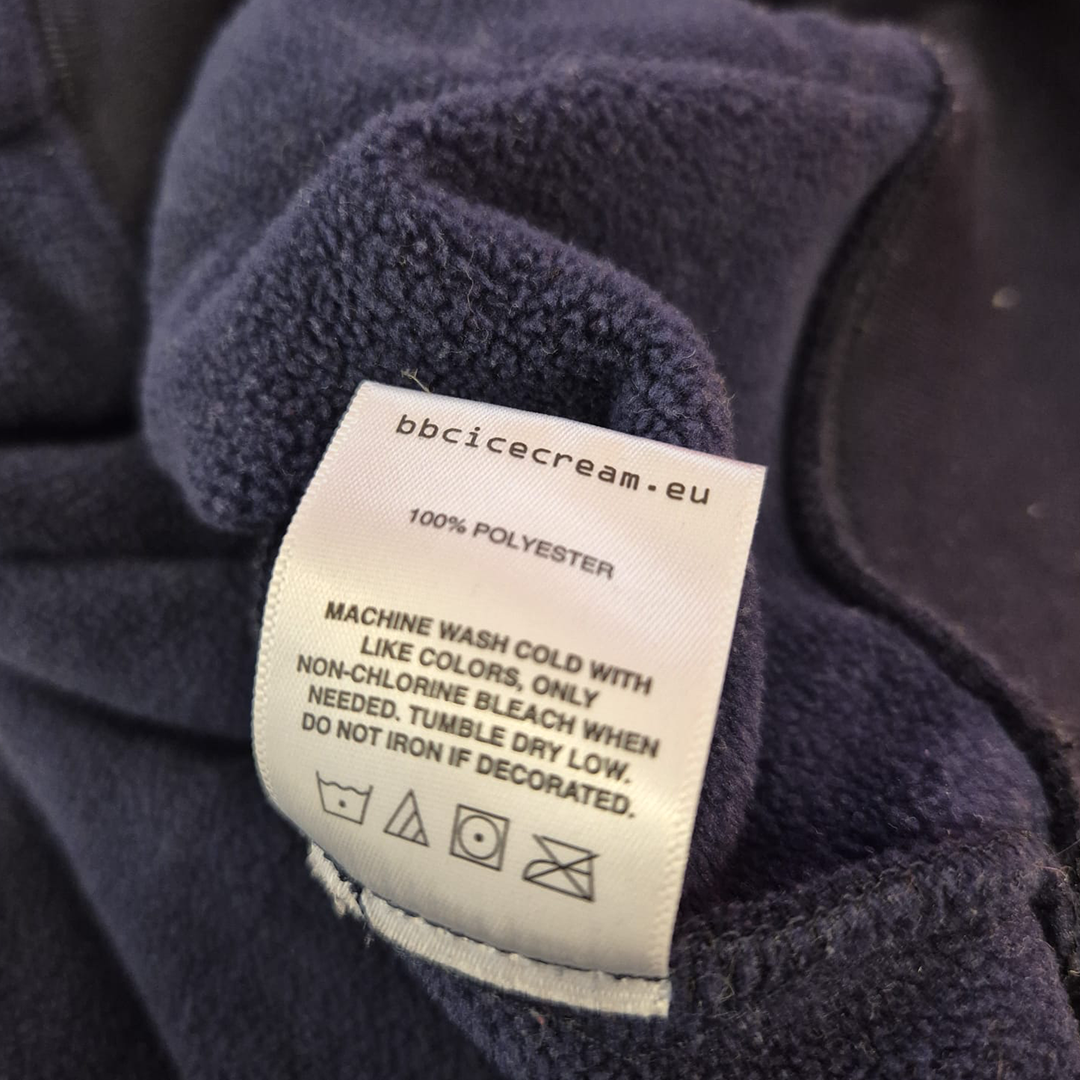 bbcicecream.eu
100% POLYESTER
MACHINE WASH COLD WITH
LIKE COLORS, ONLY
NON-CHLORINE BLEACH WHEN
NEEDED. TUMBLE DRY LOW.
DO NOT IRON IF DECORATED.